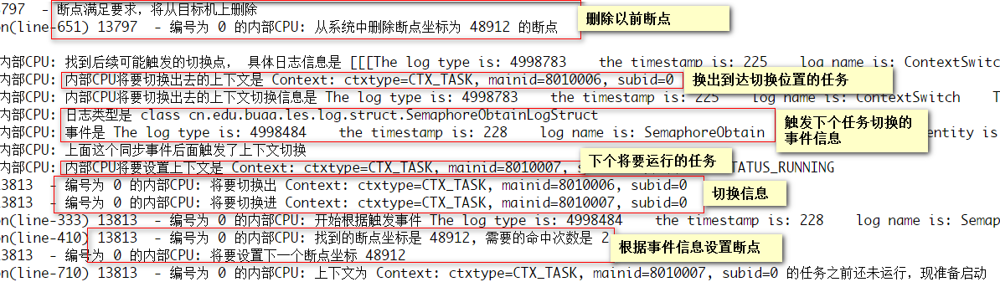 3797 - 断点满足要求，将从目标机上删除
on(line-651) 13797 - 编号为 0 的内部CPU: 从系统中删除断点坐标为 48912 的断点
删除以前断点
内部CPU: 找到后续可能触发的切换点， 具体日志信息是 [[[The log type is: 4998783 the timestamp is: 225 log name is: ContextSwitc
内部CPU: 内部CPU将要切换出去的上下文是 Context: ctxtype=CTX_TASK, mainid=8010006, subid=0
换出到达切换位置的任务
内部CPU: 内部CPU将要切换出去的上下文切换信息是 The log type is: 4998783 the timestamp is: 225 log name is: ContextSwitch T
内部CPU: 日志类型是 class cn.edu.buaa.les.log.struct.SemaphoreObtainLogStruct
内部CPU: 事件是 The log type is: 4998484 the timestamp is: 228 log name is: SemaphoreObtain entity is
触发下个任务切换的
事件信息
内部CPU: 上面这个同步事件后面触发了上下文切换
下个将要运行的任务
内部CPU: 内部CPU将要设置上下文是 Context: ctxtype=CTX_TASK, mainid=8010007, TATUS_RUNNING
13813 - 编号为 0 的内部CPU: 将要切换出 Context: ctxtype=CTX_TASK, mainid=8010006, subid=0
13813 - 编号为 0 的内部CPU: 将要切换进 Context: ctxtype=CTX_TASK, mainid=8010007, subid=0
切换信息
on(line-333) 13813 - 编号为 0 的内部CPU: 开始根据触发事件 The log type is: 4998484 the timestamp is: 228 log name is: Semap
on(line-410) 13813 - 编号为 0 的内部CPU: 找到的断点坐标是 48912, 需要的命中次数是 2
根据事件信息设置断点
13813 - 编号为 0 的内部CPU: 将要设置下一个断点坐标 48912
on(line-710) 13813 - 编号为 0 的内部CPU: 上下文为 Context: ctxtype=CTX_TASK, mainid=8010007, subid=0 的任务之前还未运行，现准备启动